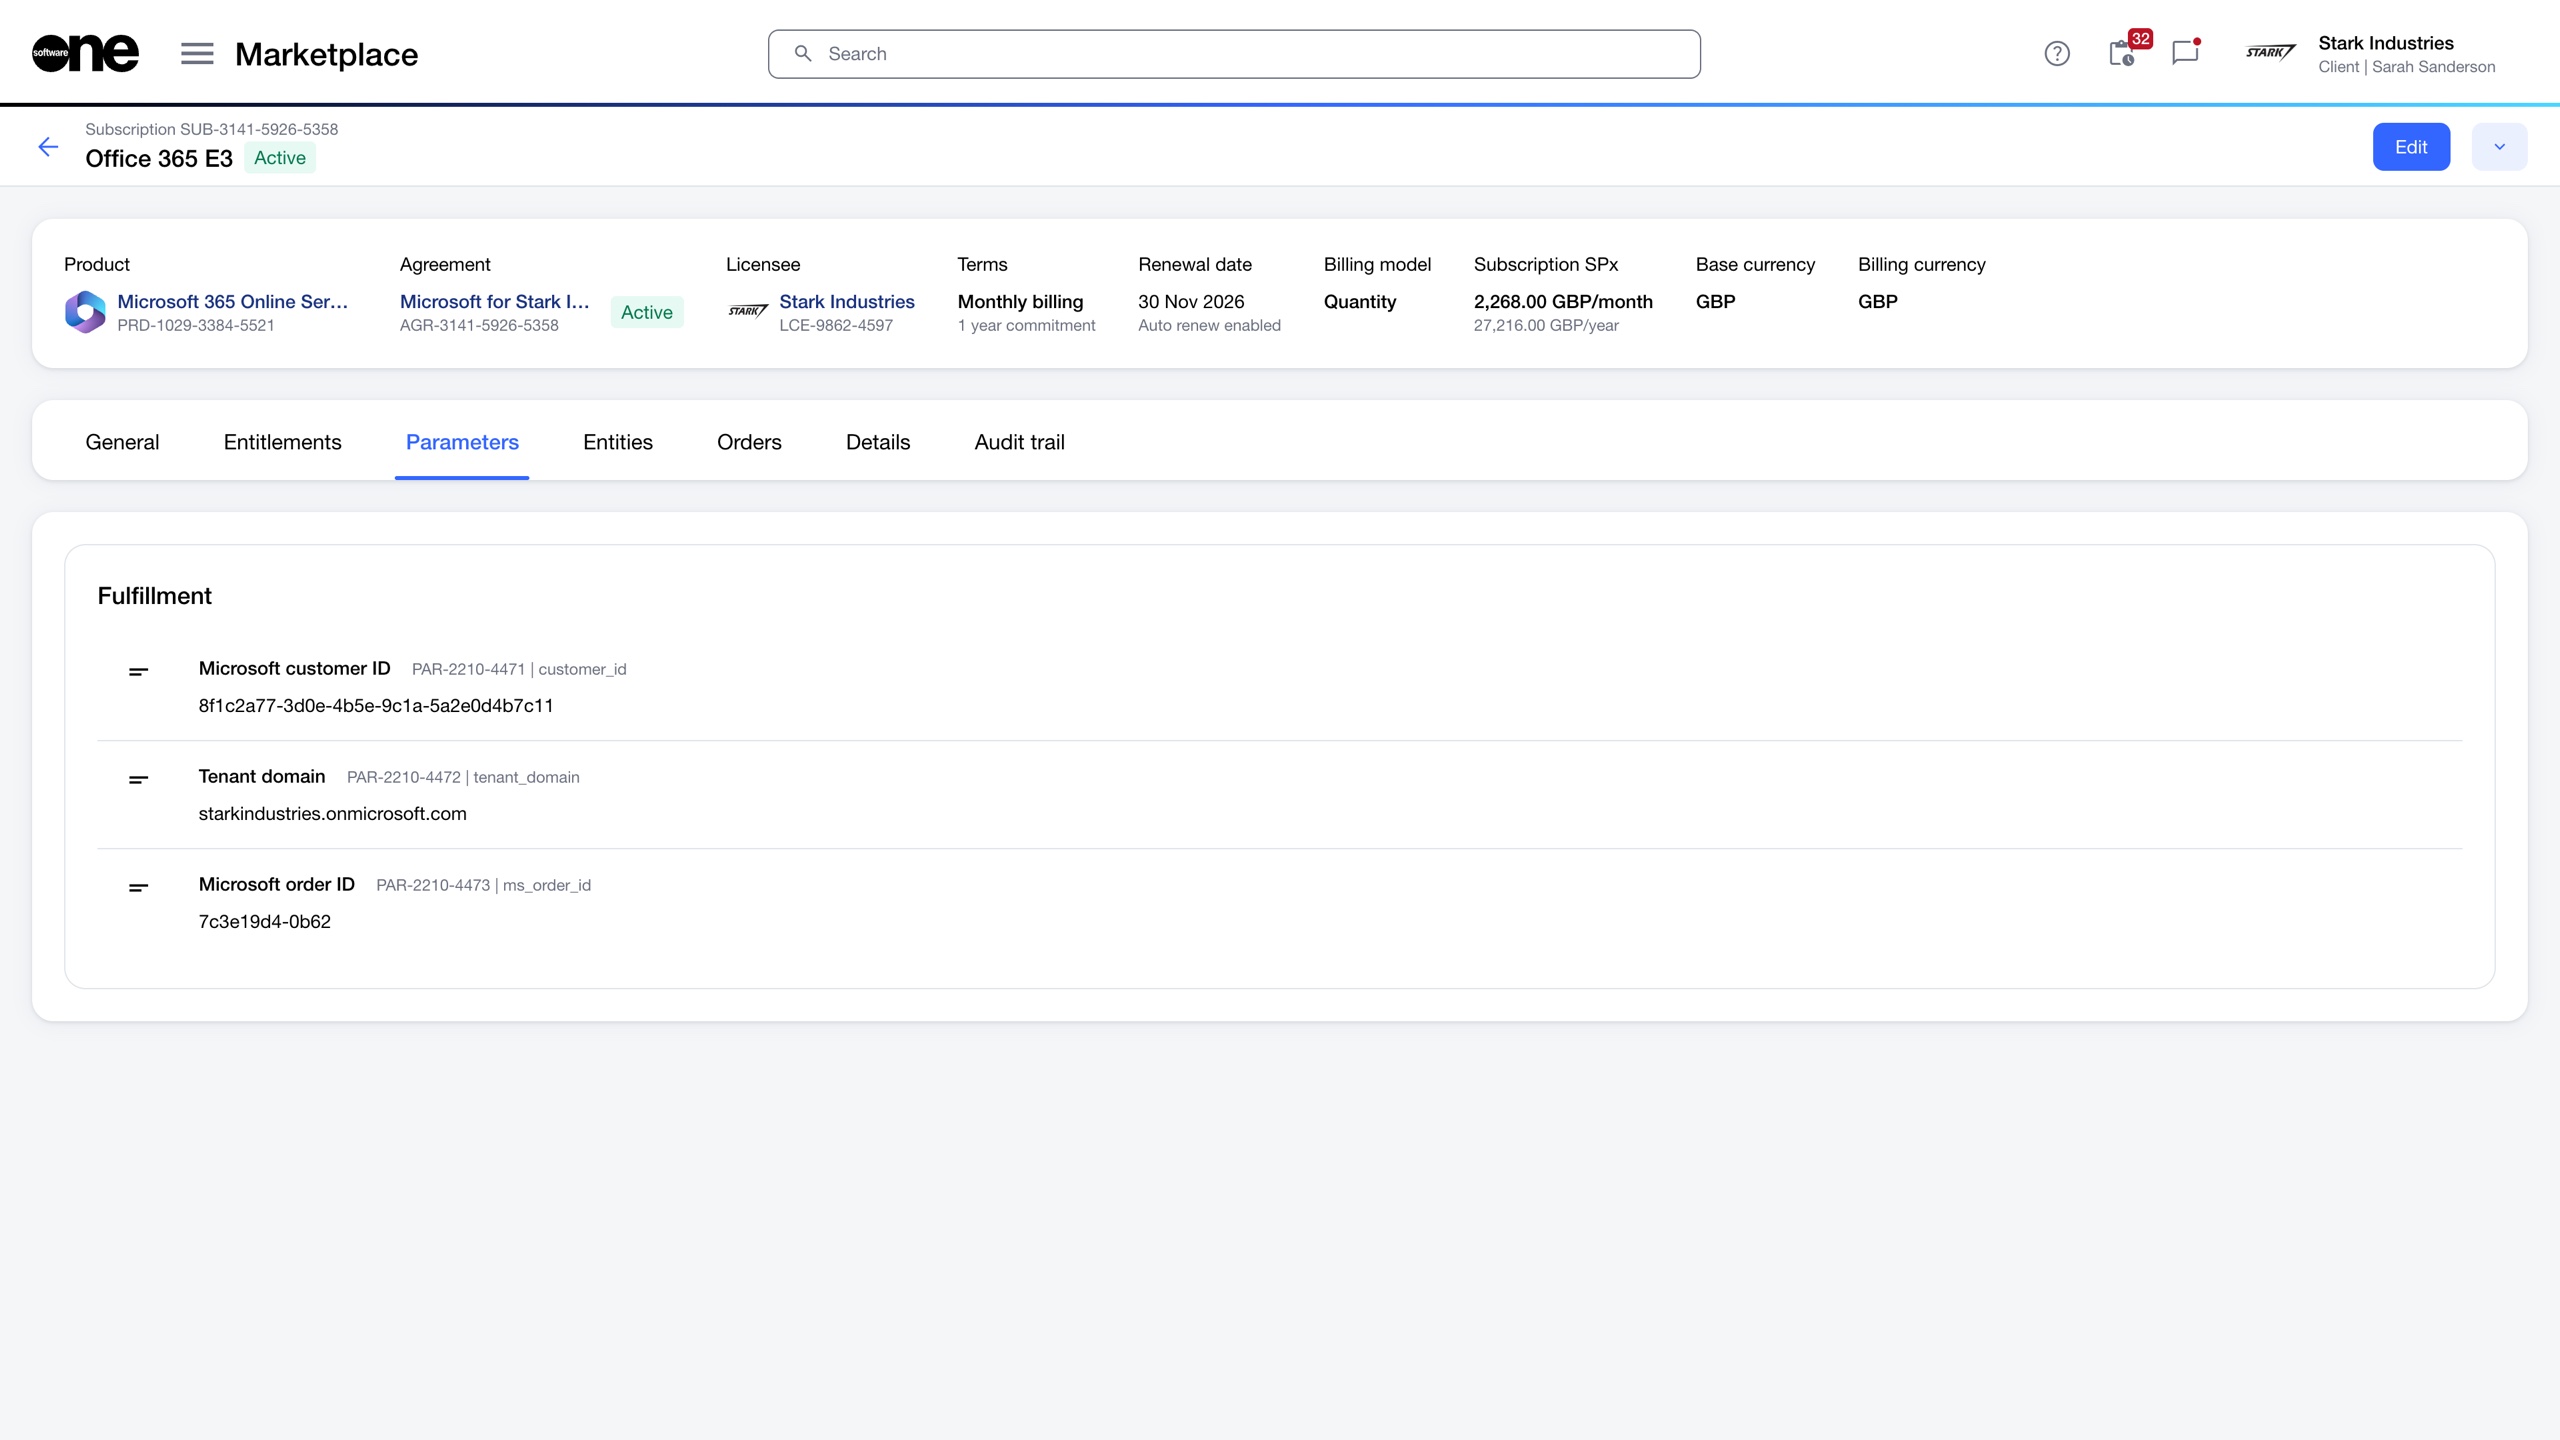 software one
Marketplace
Search
32
STARK
Stark Industries
Client | Sarah Sanderson
Subscription SUB-3141-5926-5358
Office 365 E3
Active
Edit
Product
Microsoft 365 Online Ser...
PRD-1029-3384-5521
Agreement
Microsoft for Stark I...
AGR-3141-5926-5358
Active
Licensee
STARK
Stark Industries
LCE-9862-4597
Terms
Monthly billing
1 year commitment
Renewal date
30 Nov 2026
Auto renew enabled
Billing model
Quantity
Subscription SPx
2,268.00 GBP/month
27,216.00 GBP/year
Base currency
GBP
Billing currency
GBP
General
Entitlements
Parameters
Entities
Orders
Details
Audit trail
Fulfillment
Microsoft customer ID PAR-2210-4471 | customer_id
8f1c2a77-3d0e-4b5e-9c1a-5a2e0d4b7c11
Tenant domain PAR-2210-4472 | tenant_domain
starkindustries.onmicrosoft.com
Microsoft order ID PAR-2210-4473 | ms_order_id
7c3e19d4-0b62